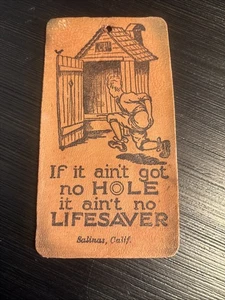 If it ain't got
no HOLE
it ain't no
LIFESAVER
Salinas, Calif.